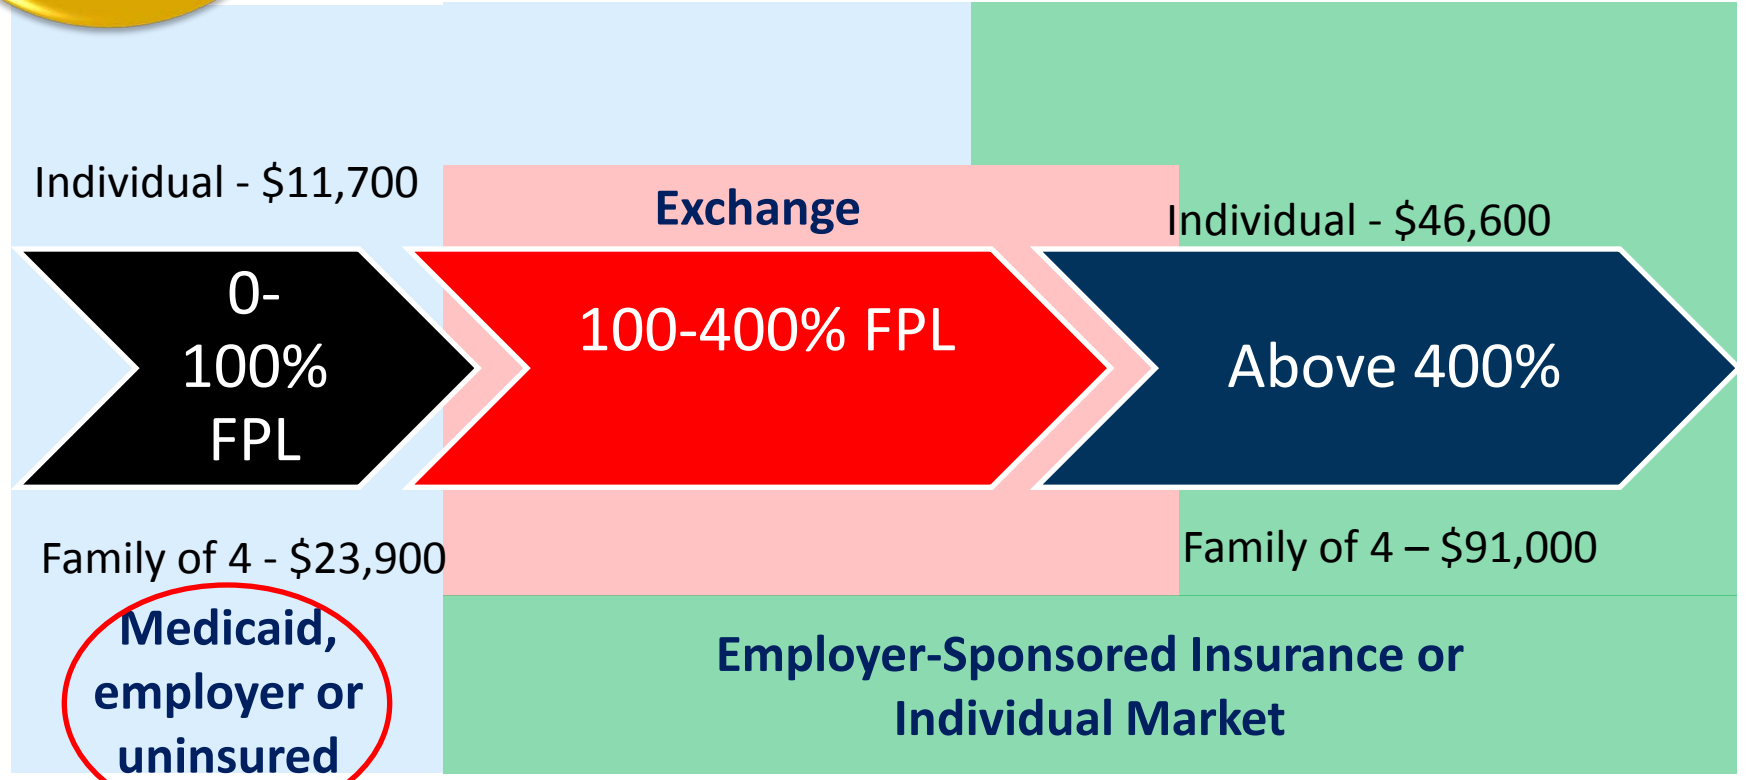 Individual - $11,700
Exchange
Individual - $46,600
0-
100%
FPL
100-400% FPL
Above 400%
Family of 4 - $23,900
Family of 4 – $91,000
Medicaid,
employer or
uninsured
Employer-Sponsored Insurance or
Individual Market